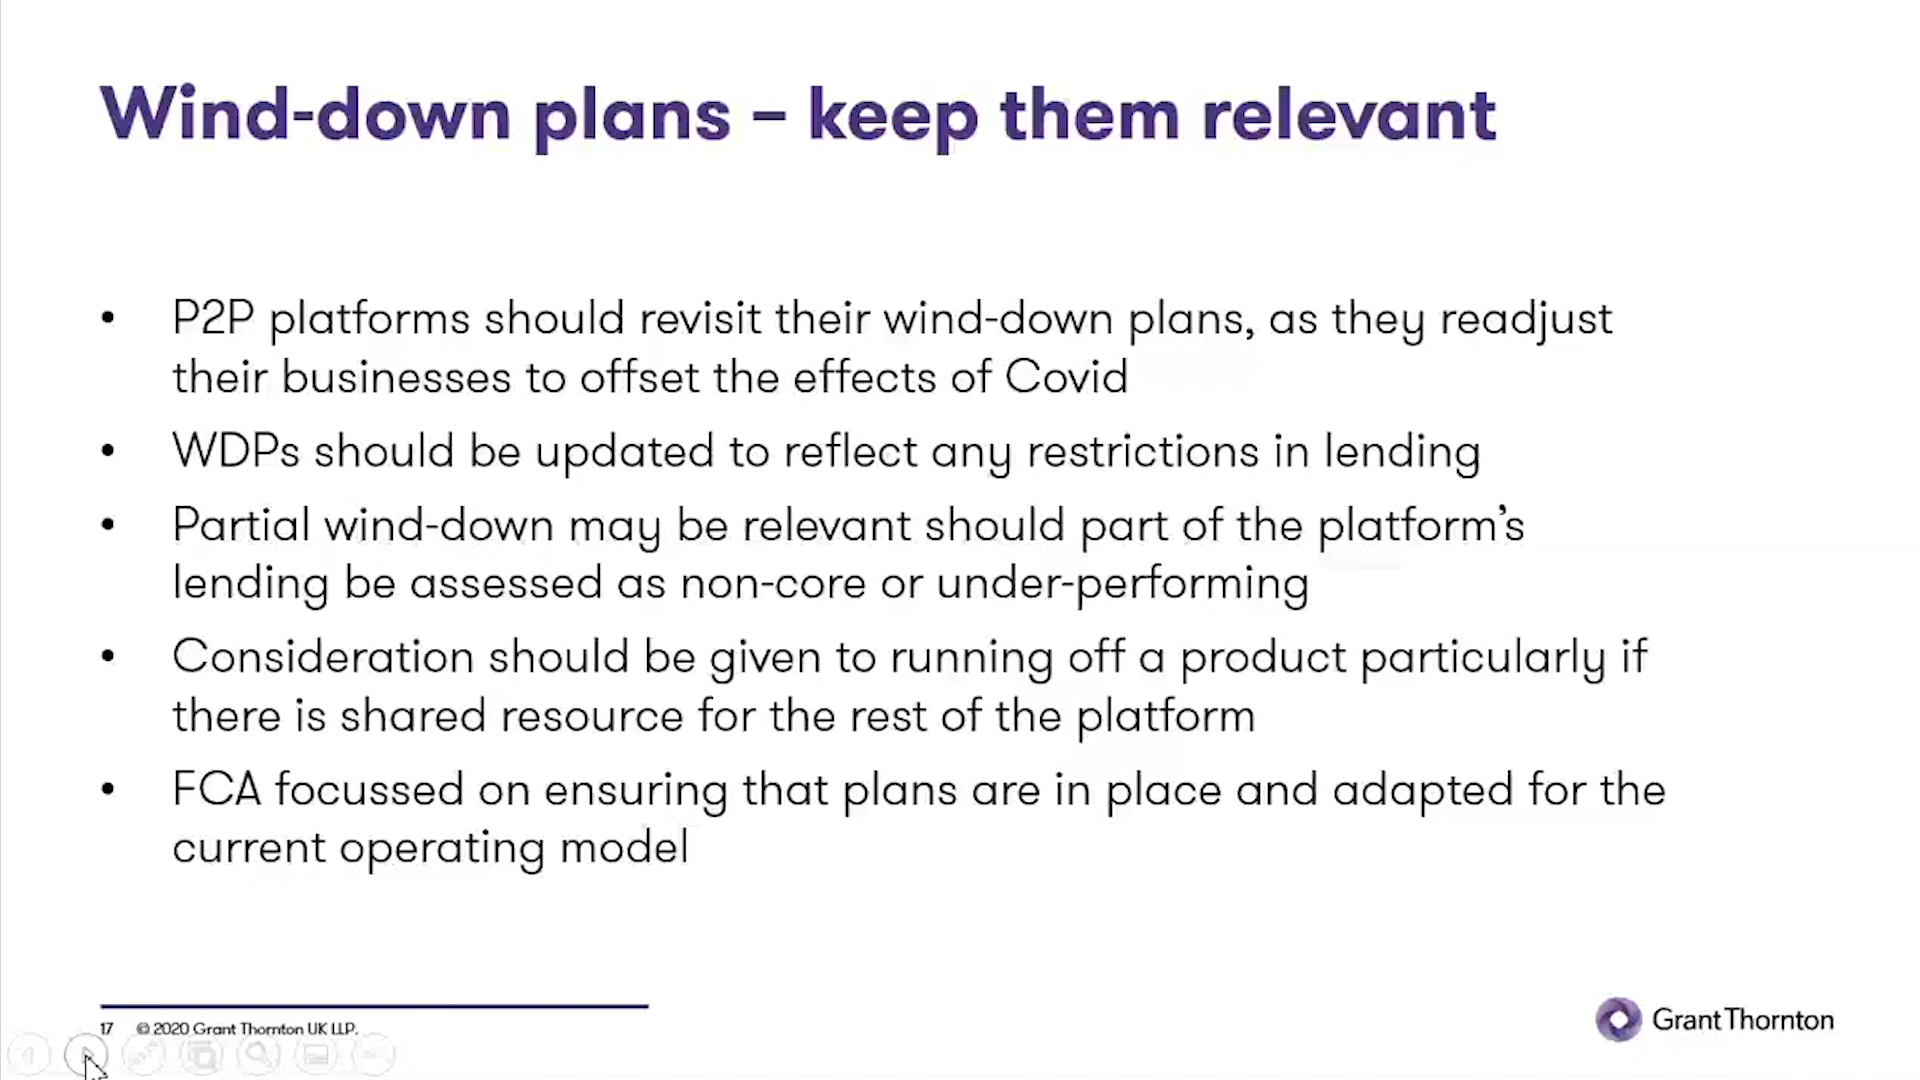 Wind-down plans – keep them relevant
• P2P platforms should revisit their wind-down plans, as they readjust
their businesses to offset the effects of Covid
• WDPs should be updated to reflect any restrictions in lending
• Partial wind-down may be relevant should part of the platform’s
lending be assessed as non-core or under-performing
• Consideration should be given to running off a product particularly if
there is shared resource for the rest of the platform
• FCA focussed on ensuring that plans are in place and adapted for the
current operating model
17 © 2020 Grant Thornton UK LLP.
Grant Thornton